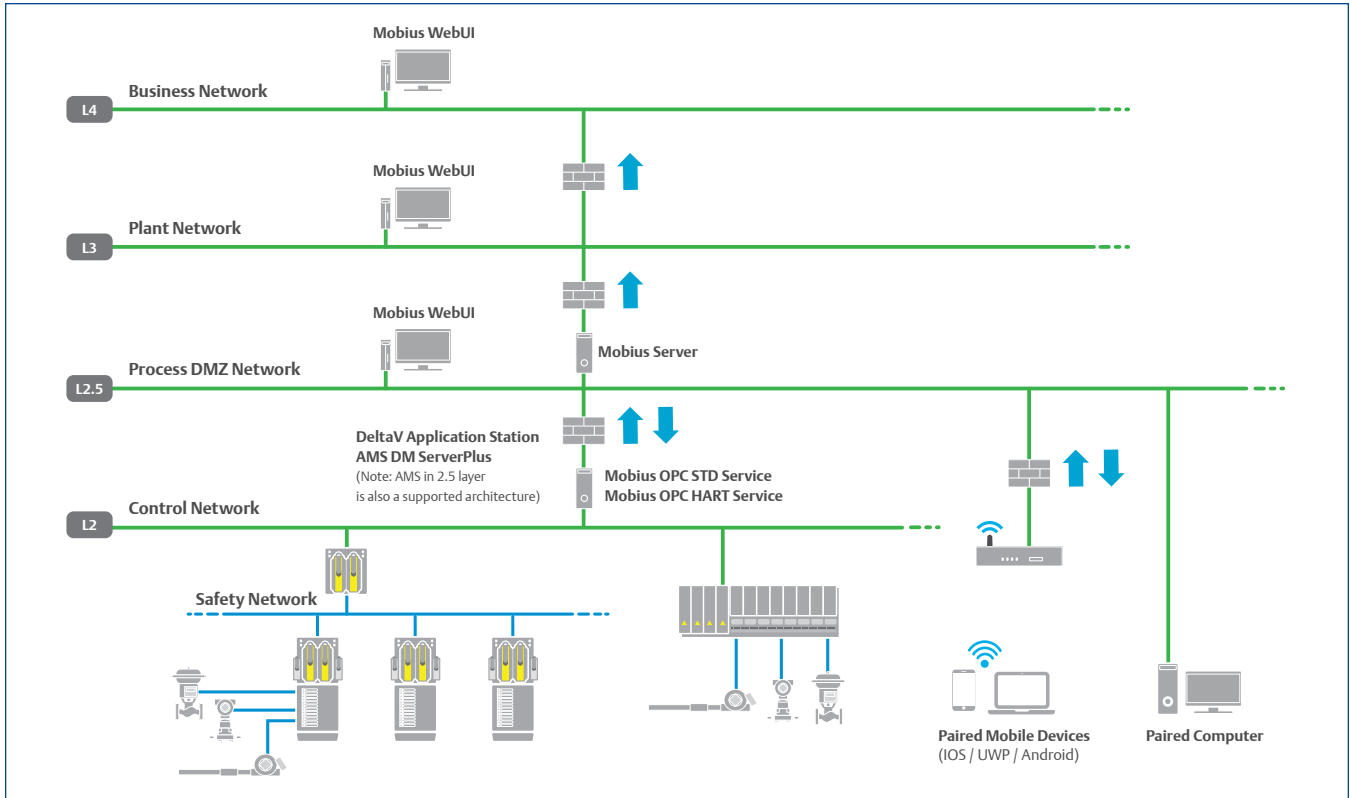 Mobius WebUI
Business Network
L4
Mobius WebUI
Plant Network
L3
Mobius WebUI
Mobius Server
Process DMZ Network
L2.5
DeltaV Application Station
AMS DM ServerPlus
(Note: AMS in 2.5 layer
is also a supported architecture)
Mobius OPC STD Service
Mobius OPC HART Service
Control Network
L2
Safety Network
Paired Mobile Devices
(IOS / UWP / Android)
Paired Computer